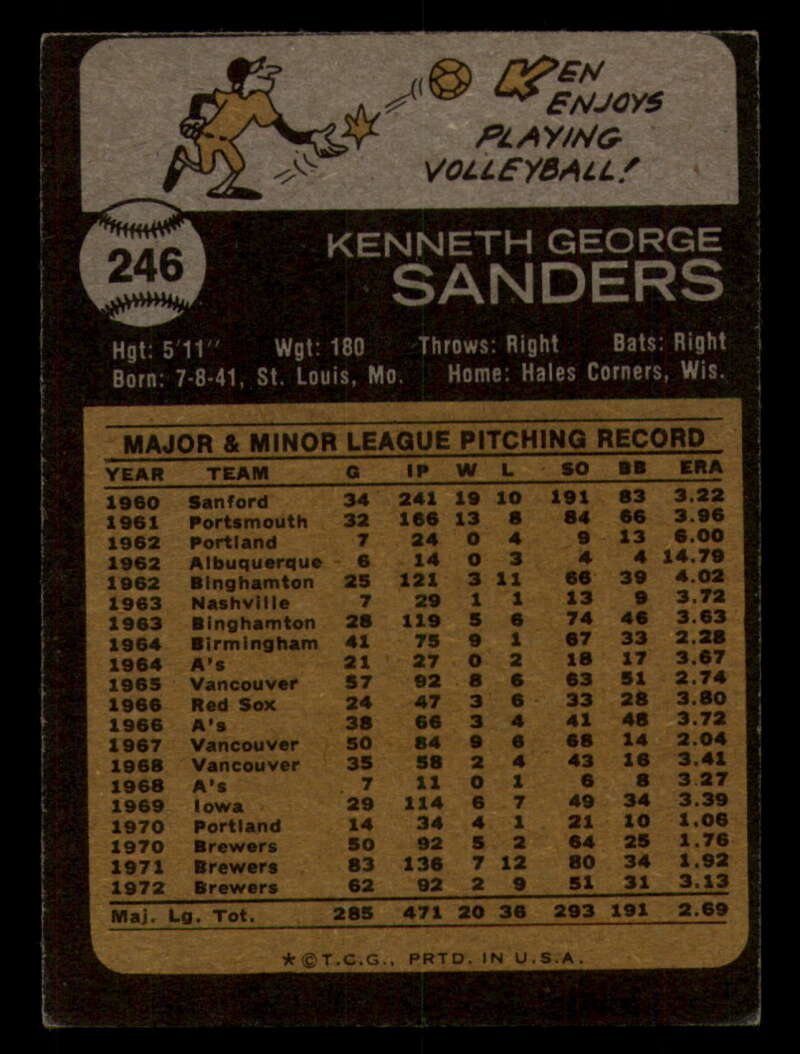 KEN
ENJOYS
PLAYING
VOLLEYBALL!
246
KENNETH GEORGE
SANDERS
Hgt: 5'11" Wgt: 180 Throws: Right Bats: Right
Born: 7-8-41, St. Louis, Mo. Home: Hales Corners, Wis.
MAJOR & MINOR LEAGUE PITCHING RECORD
YEAR TEAM G IP W L SO BB ERA
1960 Sanford 34 241 19 10 191 83 3.22
1961 Portsmouth 32 166 13 8 84 66 3.96
1962 Portland 7 24 0 4 9 13 6.00
1962 Albuquerque 6 14 0 3 4 4 14.79
1962 Binghamton 25 121 3 11 66 39 4.02
1963 Nashville 7 29 1 1 13 9 3.72
1963 Binghamton 28 119 5 6 74 46 3.63
1964 Birmingham 41 75 9 1 67 33 2.28
1964 A's 21 27 0 2 18 17 3.67
1965 Vancouver 57 92 8 6 63 51 2.74
1966 Red Sox 24 47 3 6 33 28 3.80
1966 A's 38 66 3 4 41 48 3.72
1967 Vancouver 50 84 9 6 68 14 2.04
1968 Vancouver 35 58 2 4 43 16 3.41
1968 A's 7 11 0 1 6 8 3.27
1969 Iowa 29 114 6 7 49 34 3.39
1970 Portland 14 34 4 1 21 10 1.06
1970 Brewers 50 92 5 2 64 25 1.76
1971 Brewers 83 136 7 12 80 34 1.92
1972 Brewers 62 92 2 9 51 31 3.13
Maj. Lg. Tot. 285 471 20 36 293 191 2.69
★©T.C.G., PRTD. IN U.S.A.